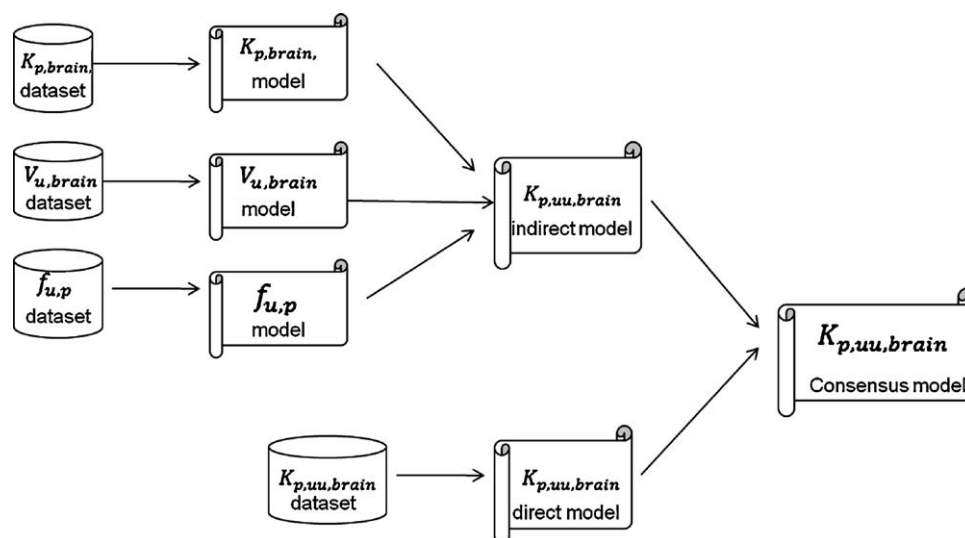 K_{p,brain,}
dataset
K_{p,brain,}
model
V_{u,brain}
dataset
V_{u,brain}
model
f_{u,p}
dataset
f_{u,p}
model
K_{p,uu,brain}
indirect model
K_{p,uu,brain}
dataset
K_{p,uu,brain}
direct model
K_{p,uu,brain}
Consensus model